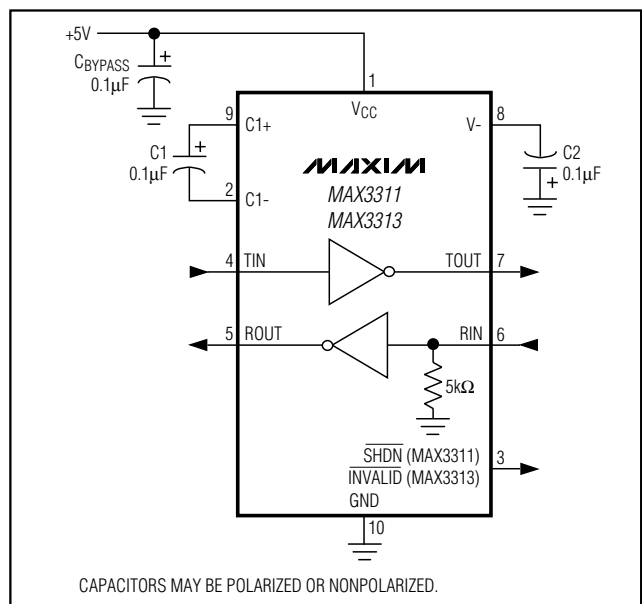 +5V
CBYPASS
0.1μF
+
1
VCC
9
C1+
V-
8
C1
0.1μF
+
C2
0.1μF
+
2
C1-
MAXIM
MAX3311
MAX3313
4
TIN
TOUT
7
5
ROUT
RIN
6
5kΩ
SHDN (MAX3311)
INVALID (MAX3313)
3
GND
10
CAPACITORS MAY BE POLARIZED OR NONPOLARIZED.